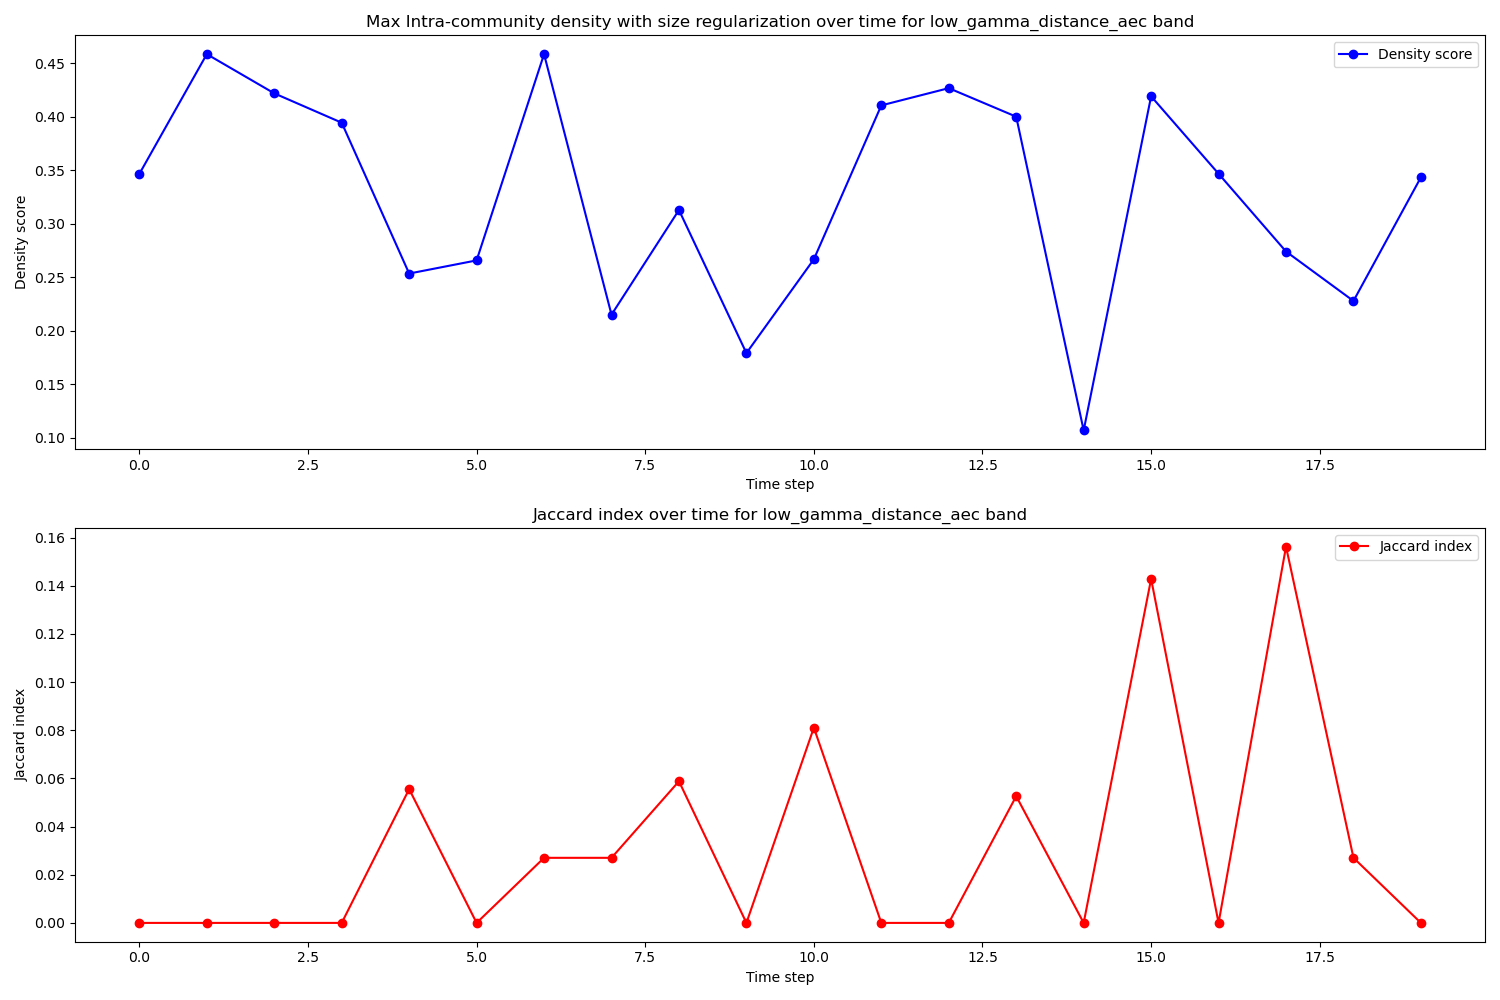 Max Intra-community density with size regularization over time for low_gamma_distance_aec band
Density score
0.45
0.40
0.35
0.30
0.25
0.20
0.15
0.10
Density score
0.0 2.5 5.0 7.5 10.0 12.5 15.0 17.5
Time step
Jaccard index over time for low_gamma_distance_aec band
Jaccard index
0.16
0.14
0.12
0.10
0.08
0.06
0.04
0.02
0.00
Jaccard index
0.0 2.5 5.0 7.5 10.0 12.5 15.0 17.5
Time step